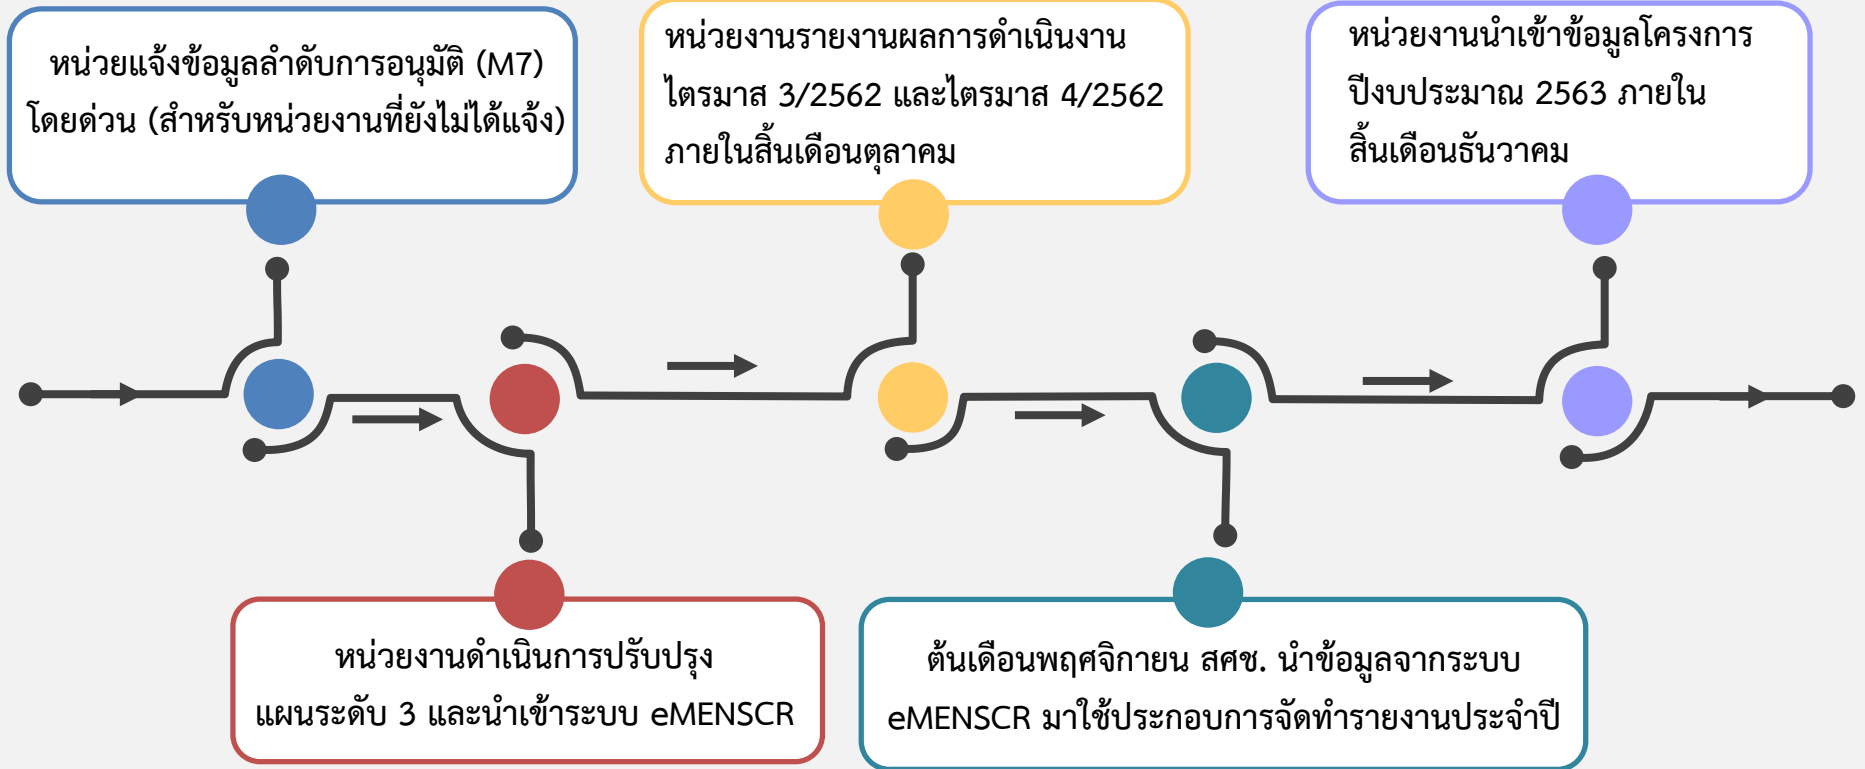 หน่วยแจ้งข้อมูลลำดับการอนุมัติ (M7)
โดยด่วน (สำหรับหน่วยงานที่ยังไม่ได้แจ้ง)
หน่วยงานดำเนินการปรับปรุง
แผนระดับ 3 และนำเข้าระบบ eMENSCR
หน่วยงานรายงานผลการดำเนินงาน
ไตรมาส 3/2562 และไตรมาส 4/2562
ภายในสิ้นเดือนตุลาคม
ต้นเดือนพฤศจิกายน สศช. นำข้อมูลจากระบบ
eMENSCR มาใช้ประกอบการจัดทำรายงานประจำปี
หน่วยงานนำเข้าข้อมูลโครงการ
ปีงบประมาณ 2563 ภายใน
สิ้นเดือนธันวาคม